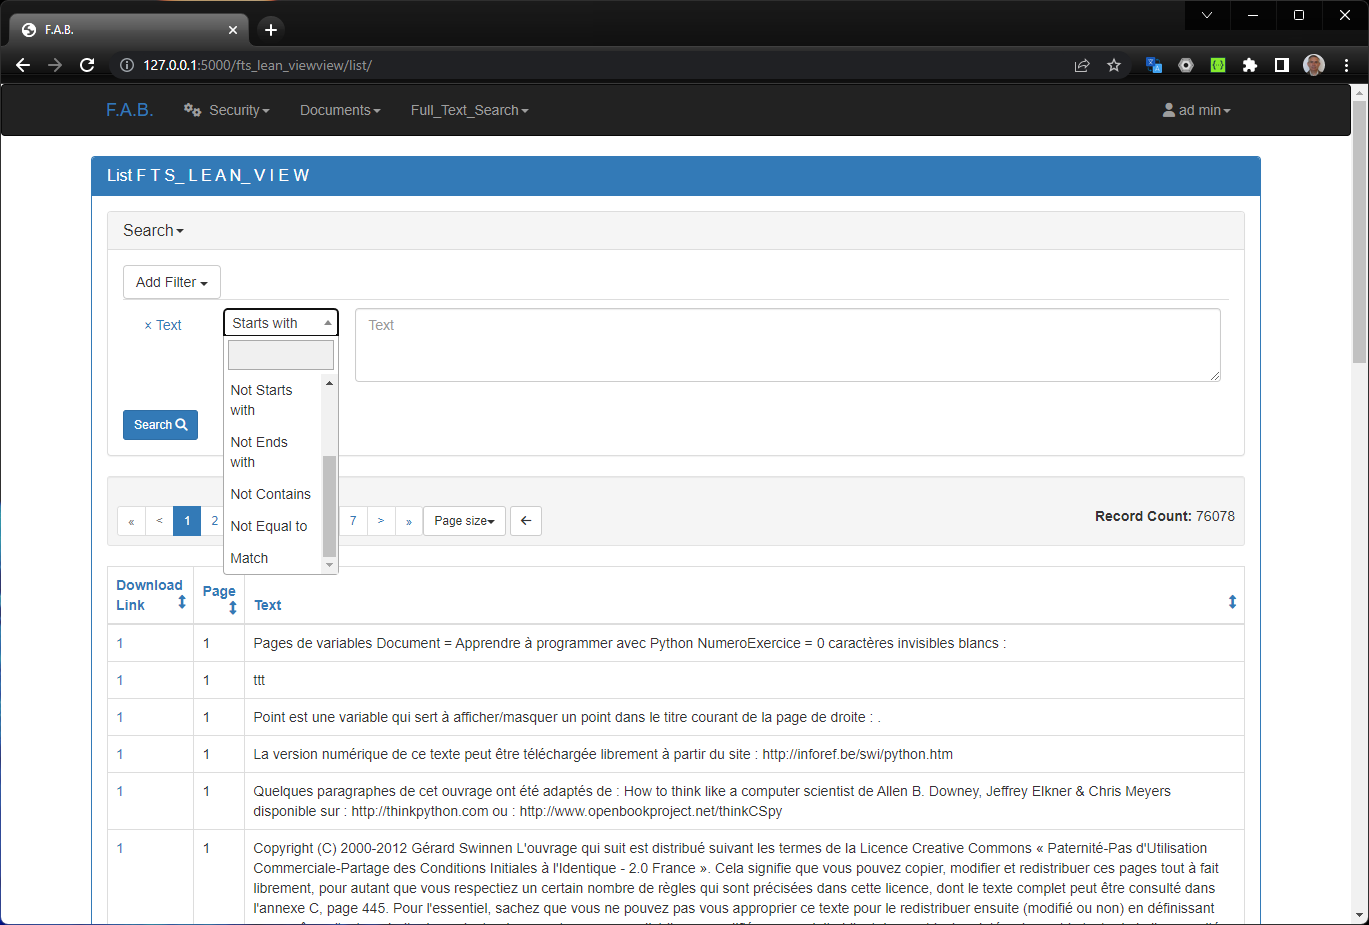 F.A.B.
127.0.0.1:5000/fts_lean_viewview/list/
F.A.B. Security Documents Full_Text_Search ad min
List F T S_ L E A N_ V I E W
Search
Add Filter
× Text Starts with Text
Not Starts
with
Search
Not Ends
with
Not Contains
Not Equal to
Match
« < 1 2 7 > » Page size
Record Count: 76078
Download
Link
Page
Text
1 1 Pages de variables Document = Apprendre à programmer avec Python NumeroExercice = 0 caractères invisibles blancs :
1 1 ttt
1 1 Point est une variable qui sert à afficher/masquer un point dans le titre courant de la page de droite : .
1 1 La version numérique de ce texte peut être téléchargée librement à partir du site : http://inforef.be/swi/python.htm
1 1 Quelques paragraphes de cet ouvrage ont été adaptés de : How to think like a computer scientist de Allen B. Downey, Jeffrey Elkner & Chris Meyers
disponible sur : http://thinkpython.com ou : http://www.openbookproject.net/thinkCSpy
1 1 Copyright (C) 2000-2012 Gérard Swinnen L'ouvrage qui suit est distribué suivant les termes de la Licence Creative Commons « Paternité-Pas d'Utilisation
Commerciale-Partage des Conditions Initiales à l'Identique - 2.0 France ». Cela signifie que vous pouvez copier, modifier et redistribuer ces pages tout à fait
librement, pour autant que vous respectiez un certain nombre de règles qui sont précisées dans cette licence, dont le texte complet peut être consulté dans
l'annexe C, page 445. Pour l'essentiel, sachez que vous ne pouvez pas vous approprier ce texte pour le redistribuer ensuite (modifié ou non) en définissant